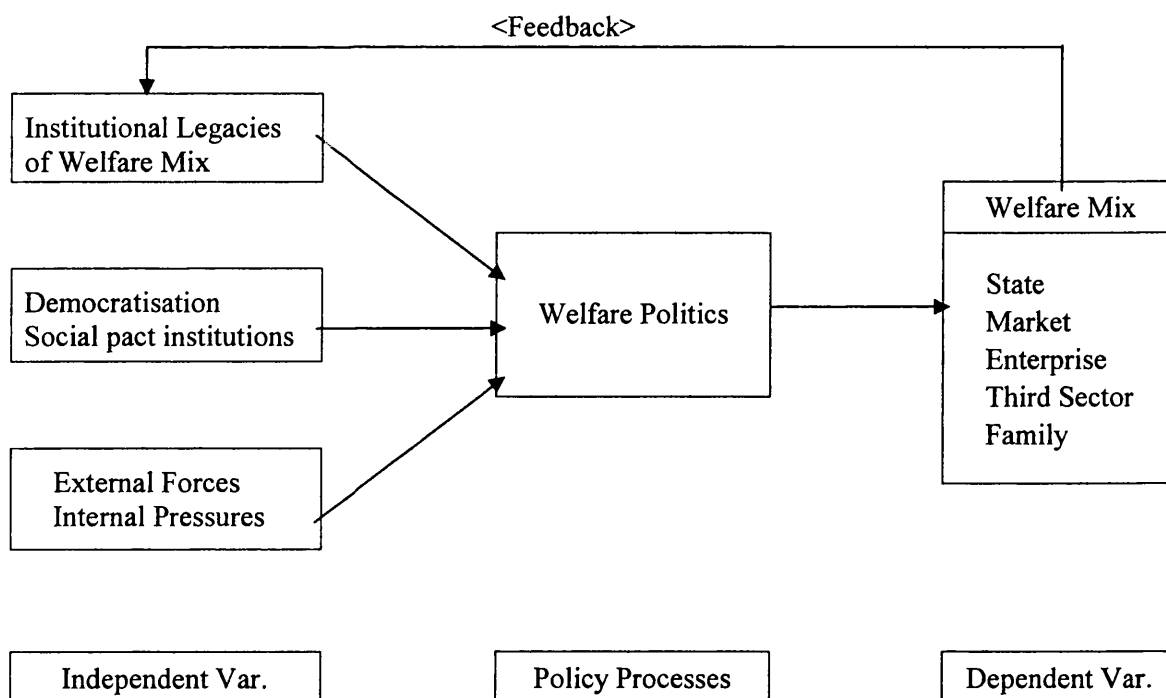 <Feedback>
Institutional Legacies
of Welfare Mix
Democratisation
Social pact institutions
External Forces
Internal Pressures
Welfare Politics
Welfare Mix
State
Market
Enterprise
Third Sector
Family
Independent Var.
Policy Processes
Dependent Var.